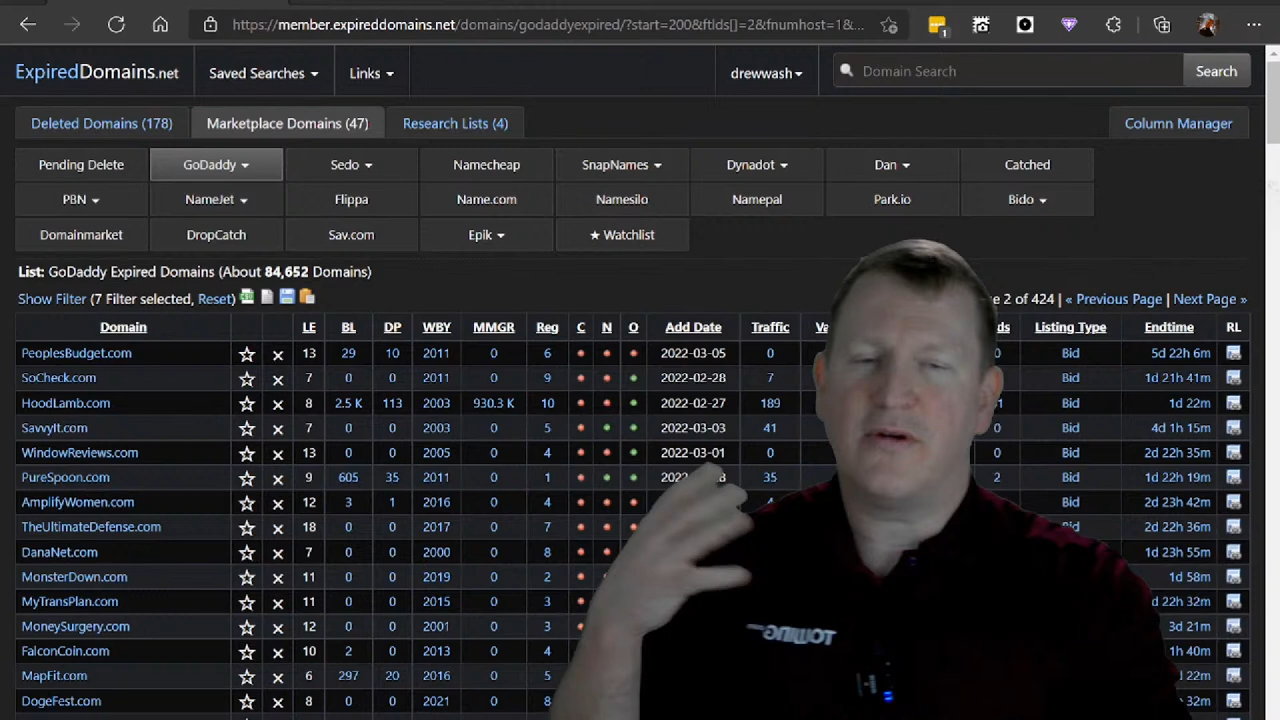 https://member.expireddomains.net/domains/godaddyexpired/?start=200&ftlds[]=2&fnumhost=1&... 1
ExpiredDomains.net Saved Searches Links drewwash Domain Search Search
Deleted Domains (178) Marketplace Domains (47) Research Lists (4) Column Manager
Pending Delete GoDaddy Sedo Namecheap SnapNames Dynadot Dan Catched
PBN NameJet Flippa Name.com Namesilo Namepal Park.io Bido
Domainmarket DropCatch Sav.com Epik ★ Watchlist
List: GoDaddy Expired Domains (About 84,652 Domains)
Show Filter (7 Filter selected, Reset) 2 of 424 | « Previous Page | Next Page »
Domain LE BL DP WBY MMGR Reg C N O Add Date Traffic Listing Type Endtime RL
PeoplesBudget.com 13 29 10 2011 0 6 2022-03-05 0 0 Bid 5d 22h 6m
SoCheck.com 7 0 0 2011 0 9 2022-02-28 7 0 Bid 1d 21h 41m
HoodLamb.com 8 2.5 K 113 2003 930.3 K 10 2022-02-27 189 Bid 1d 22m
SavvyIt.com 7 0 0 2003 0 5 2022-03-03 41 0 Bid 4d 1h 15m
WindowReviews.com 13 0 0 2005 0 4 2022-03-01 0 0 Bid 2d 22h 35m
PureSpoon.com 9 605 35 2011 0 1 8 35 2 Bid 1d 22h 19m
AmplifyWomen.com 12 3 1 2016 0 4 Bid 2d 23h 42m
TheUltimateDefense.com 18 0 0 2017 0 7 Bid 2d 22h 36m
DanaNet.com 7 0 0 2000 0 8 Bid 1d 23h 55m
MonsterDown.com 11 0 0 2019 0 2 1d 58m
MyTransPlan.com 11 0 0 2015 0 3 22h 32m
MoneySurgery.com 12 0 0 2001 0 3 3d 21m
FalconCoin.com 10 2 0 2013 0 4 1h 40m
MapFit.com 6 297 20 2016 0 5 22m
DogeFest.com 8 0 0 2021 0 8 32m